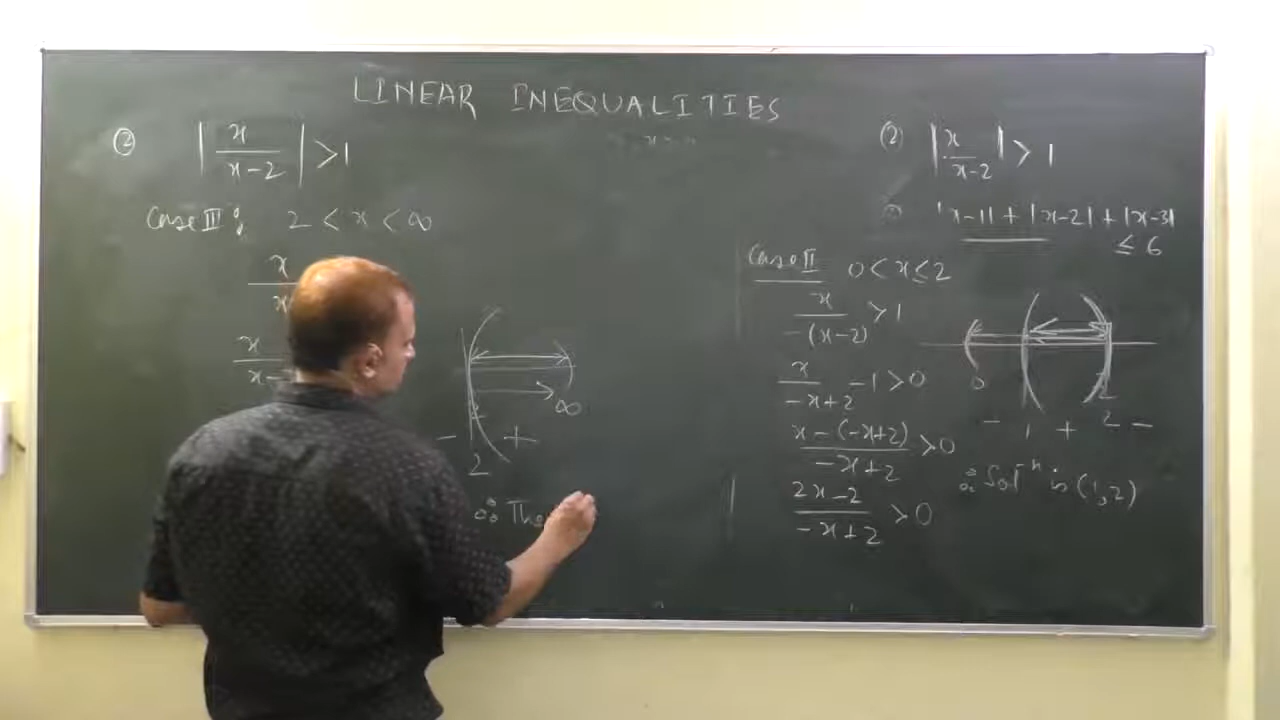 LINEAR INEQUALITIES
② | x / x-2 | > 1
Case III : 2 < x < ∞
x
x
x-
∞
- +
2
∴ The
② | x / x-2 | > 1
|x-1| + |x-2| + |x-3|
≤ 6
Case II 0 < x ≤ 2
x / -(x-2) > 1
x / -x+2 - 1 > 0
x - (-x+2) / -x+2 > 0
2x-2 / -x+2 > 0
0 2
- 1 + 2 -
∴ Solⁿ is (1,2)